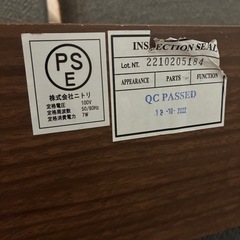 PS
E
株式会社ニトリ
定格電圧 100V
定格周波数 50/60Hz
定格消費電力 7W
INSPECTION SEAL
Lot NT. 2210205184
APPEARANCE PARTS FUNCTION
QC PASSED
12 -10- 2022